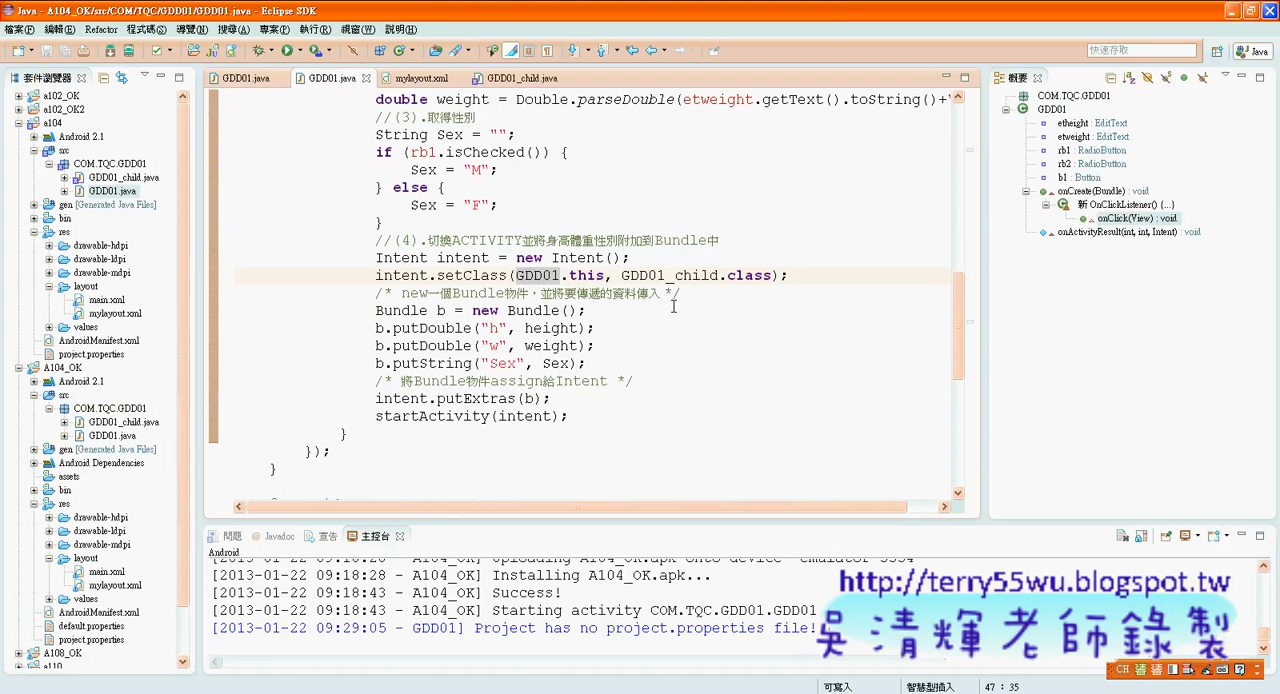 Java - A104_OK/src/COM/TQC/GDD01/GDD01.java - Eclipse SDK
檔案(F) 編輯(E) Refactor 程式碼(S) 導覽(N) 搜尋(A) 專案(P) 執行(R) 視窗(W) 說明(H)
快速存取
Java
套件瀏覽器
a102_OK
a102_OK2
a104
Android 2.1
src
COM.TQC.GDD01
GDD01_child.java
GDD01.java
gen [Generated Java Files]
bin
res
drawable-hdpi
drawable-ldpi
drawable-mdpi
layout
main.xml
mylayout.xml
values
AndroidManifest.xml
project.properties
A104_OK
Android 2.1
src
COM.TQC.GDD01
GDD01_child.java
GDD01.java
gen [Generated Java Files]
Android Dependencies
assets
bin
res
drawable-hdpi
drawable-ldpi
drawable-mdpi
layout
main.xml
mylayout.xml
values
AndroidManifest.xml
default.properties
project.properties
A108_OK
a110
GDD01.java GDD01.java mylayout.xml GDD01_child.java
double weight = Double.parseDouble(etweight.getText().toString()+"
//(3).取得性別
String Sex = "";
if (rb1.isChecked()) {
Sex = "M";
} else {
Sex = "F";
}
//(4).切換ACTIVITY並將身高體重性別附加到Bundle中
Intent intent = new Intent();
intent.setClass(GDD01.this, GDD01_child.class);
/* new一個Bundle物件，並將要傳遞的資料傳入 */
Bundle b = new Bundle();
b.putDouble("h", height);
b.putDouble("w", weight);
b.putString("Sex", Sex);
/* 將Bundle物件assign給Intent */
intent.putExtras(b);
startActivity(intent);
}
});
}
概要
COM.TQC.GDD01
GDD01
etheight : EditText
etweight : EditText
rb1 : RadioButton
rb2 : RadioButton
b1 : Button
onCreate(Bundle) : void
新 OnClickListener() {...}
onClick(View) : void
onActivityResult(int, int, Intent) : void
問題 Javadoc 宣告 主控台
Android
[2013-01-22 09:18:28 - A104_OK] Installing A104_OK.apk...
[2013-01-22 09:18:43 - A104_OK] Success!
[2013-01-22 09:18:43 - A104_OK] Starting activity COM.TQC.GDD01.GDD01
[2013-01-22 09:29:05 - GDD01] Project has no project.properties file!
http://terry55wu.blogspot.tw
吳清輝老師錄製
CH
可寫入 智慧型插入 47 : 35